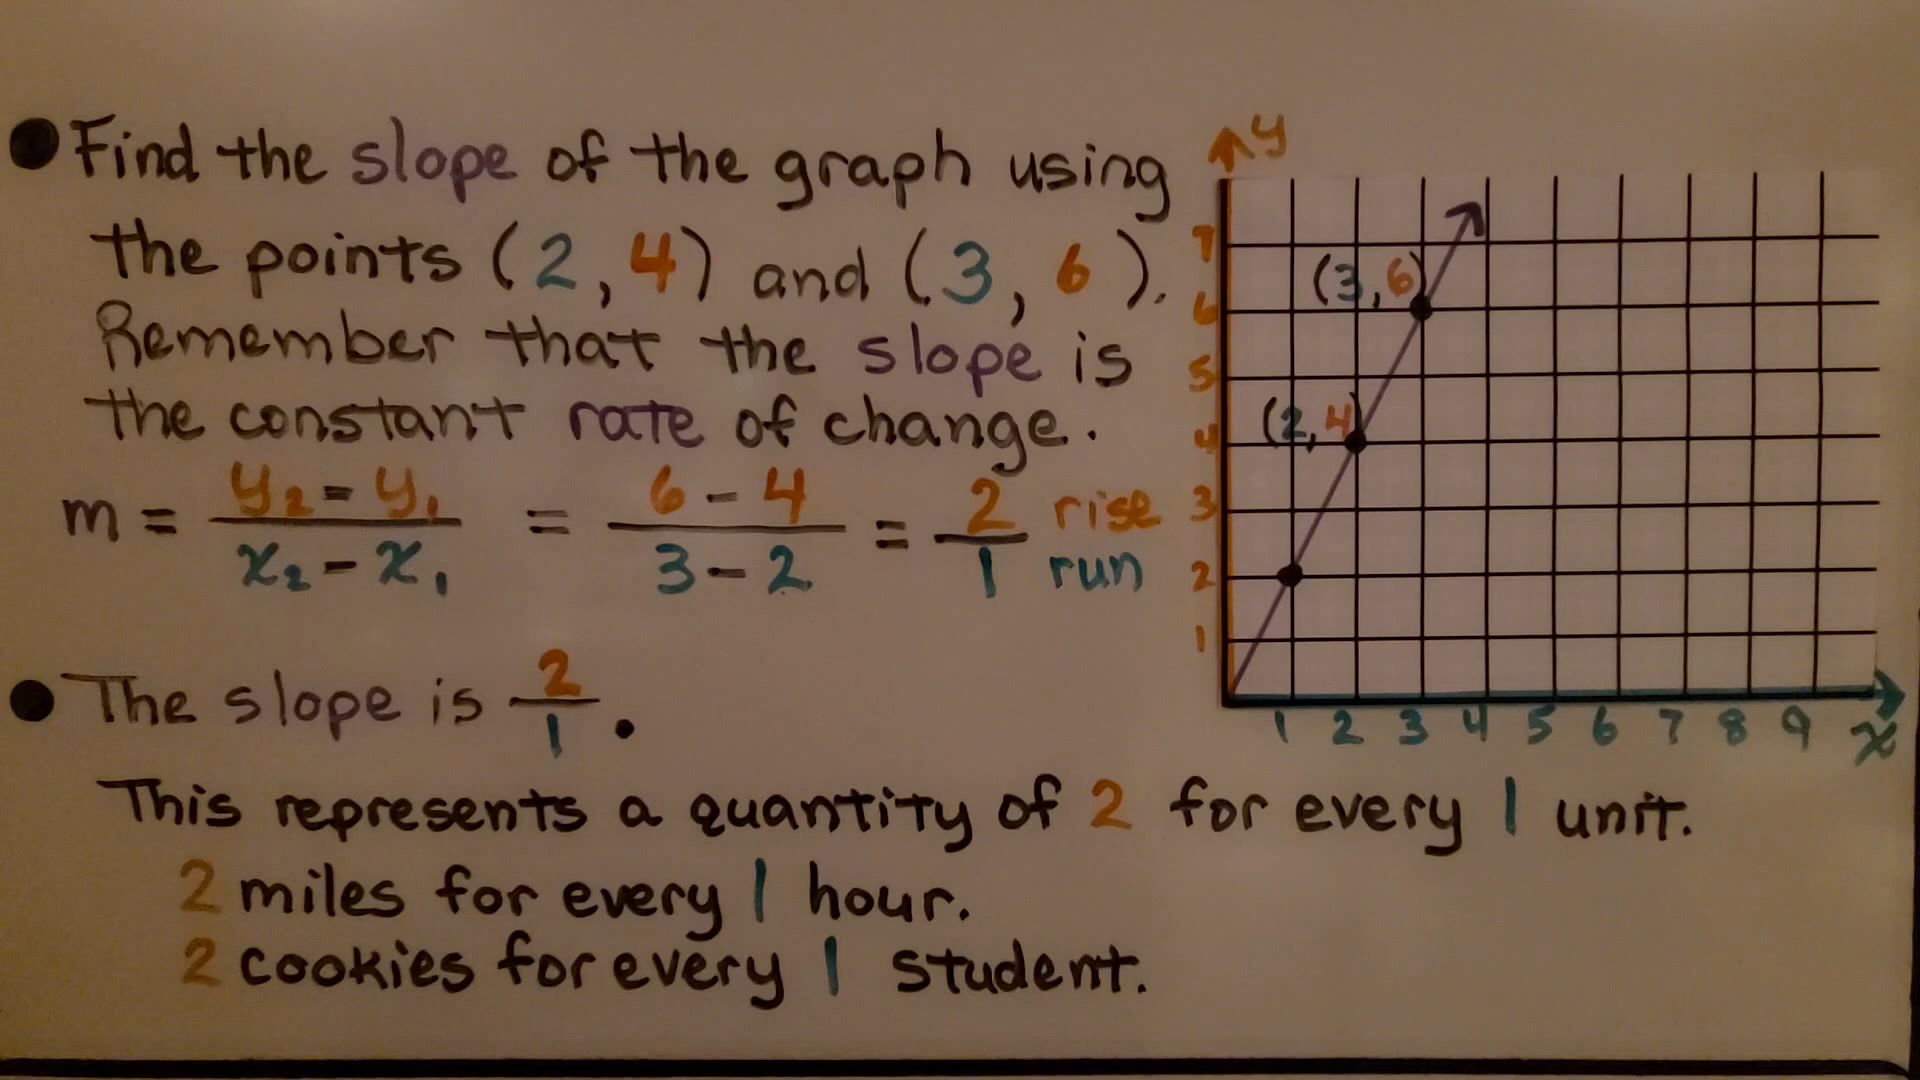 ● Find the slope of the graph using
the points (2, 4) and (3, 6).
Remember that the slope is
the constant rate of change.
m = y₂ - y₁ / x₂ - x₁ = 6 - 4 / 3 - 2 = 2 / 1 rise / run
● The slope is 2/1.
This represents a quantity of 2 for every 1 unit.
2 miles for every 1 hour.
2 cookies for every 1 student.
y
7
(3, 6)
6
5
(2, 4)
4
3
2
1
1 2 3 4 5 6 7 8 9 x